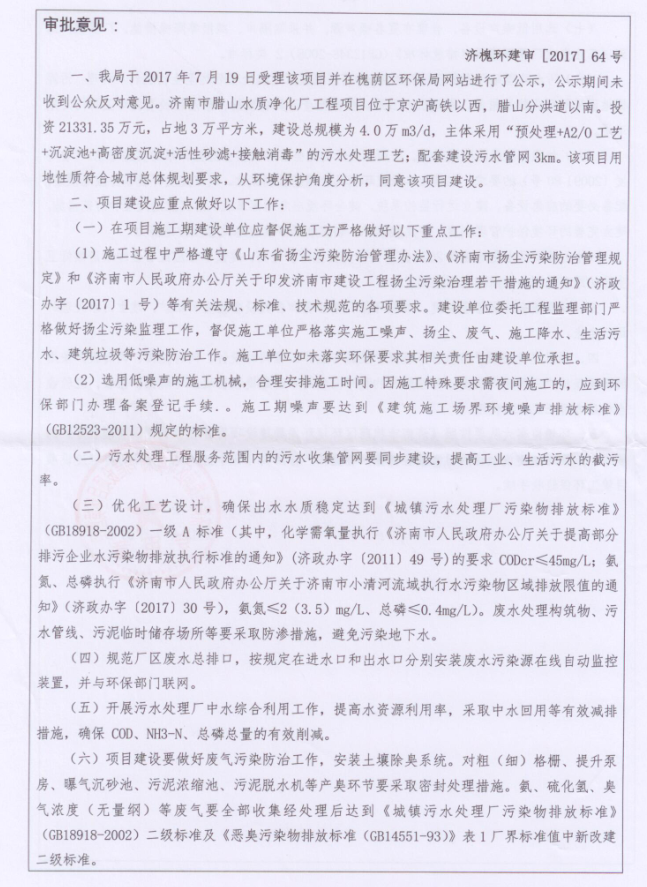 审批意见：
济槐环建审［2017］64 号
一、我局于 2017 年 7 月 19 日受理该项目并在槐荫区环保局网站进行了公示，公示期间未
收到公众反对意见。济南市腊山水质净化厂工程项目位于京沪高铁以西，腊山分洪道以南。投
资 21331.35 万元，占地 3 万平方米，建设总规模为 4.0 万 m3/d，主体采用“预处理+A2/O 工艺
+沉淀池+高密度沉淀+活性砂滤+接触消毒”的污水处理工艺；配套建设污水管网 3km。该项目用
地性质符合城市总体规划要求，从环境保护角度分析，同意该项目建设。
二、项目建设应重点做好以下工作：
（一）在项目施工期建设单位应督促施工方严格做好以下重点工作：
（1）施工过程中严格遵守《山东省扬尘污染防治管理办法》、《济南市扬尘污染防治管理规
定》和《济南市人民政府办公厅关于印发济南市建设工程扬尘污染治理若干措施的通知》（济政
办字［2017］1 号）等有关法规、标准、技术规范的各项要求。建设单位委托工程监理部门严
格做好扬尘污染监理工作，督促施工单位严格落实施工噪声、扬尘、废气、施工降水、生活污
水、建筑垃圾等污染防治工作。施工单位如未落实环保要求其相关责任由建设单位承担。
（2）选用低噪声的施工机械，合理安排施工时间。因施工特殊要求需夜间施工的，应到环
保部门办理备案登记手续.。施工期噪声要达到《建筑施工场界环境噪声排放标准》
（GB12523-2011）规定的标准。
（二）污水处理工程服务范围内的污水收集管网要同步建设，提高工业、生活污水的截污
率。
（三）优化工艺设计，确保出水水质稳定达到《城镇污水处理厂污染物排放标准》
（GB18918-2002）一级 A 标准（其中，化学需氧量执行《济南市人民政府办公厅关于提高部分
排污企业水污染物排放执行标准的通知》（济政办字［2011］49 号)的要求 CODcr≤45mg/L；氨
氮、总磷执行《济南市人民政府办公厅关于济南市小清河流域执行水污染物区域排放限值的通
知》（济政办字［2017］30 号），氨氮≤2（3.5）mg/L、总磷≤0.4mg/L）。废水处理构筑物、污
水管线、污泥临时储存场所等要采取防渗措施，避免污染地下水。
（四）规范厂区废水总排口，按规定在进水口和出水口分别安装废水污染源在线自动监控
装置，并与环保部门联网。
（五）开展污水处理厂中水综合利用工作，提高水资源利用率，采取中水回用等有效减排
措施，确保 COD、NH3-N、总磷总量的有效削减。
（六）项目建设要做好废气污染防治工作，安装土壤除臭系统。对粗（细）格栅、提升泵
房、曝气沉砂池、污泥浓缩池、污泥脱水机等产臭环节要采取密封处理措施。氨、硫化氢、臭
气浓度（无量纲）等废气要全部收集经处理后达到《城镇污水处理厂污染物排放标准》
（GB18918-2002）二级标准及《恶臭污染物排放标准（GB14551-93)》表 1 厂界标准值中新改建
二级标准。